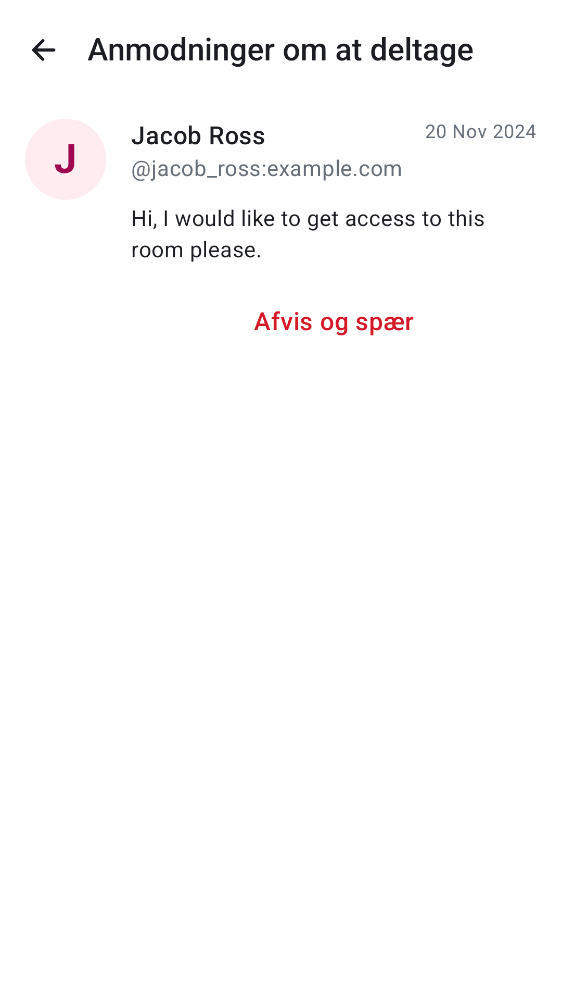 Anmodninger om at deltage
J
Jacob Ross
20 Nov 2024
@jacob_ross:example.com
Hi, I would like to get access to this
room please.
Afvis og spær